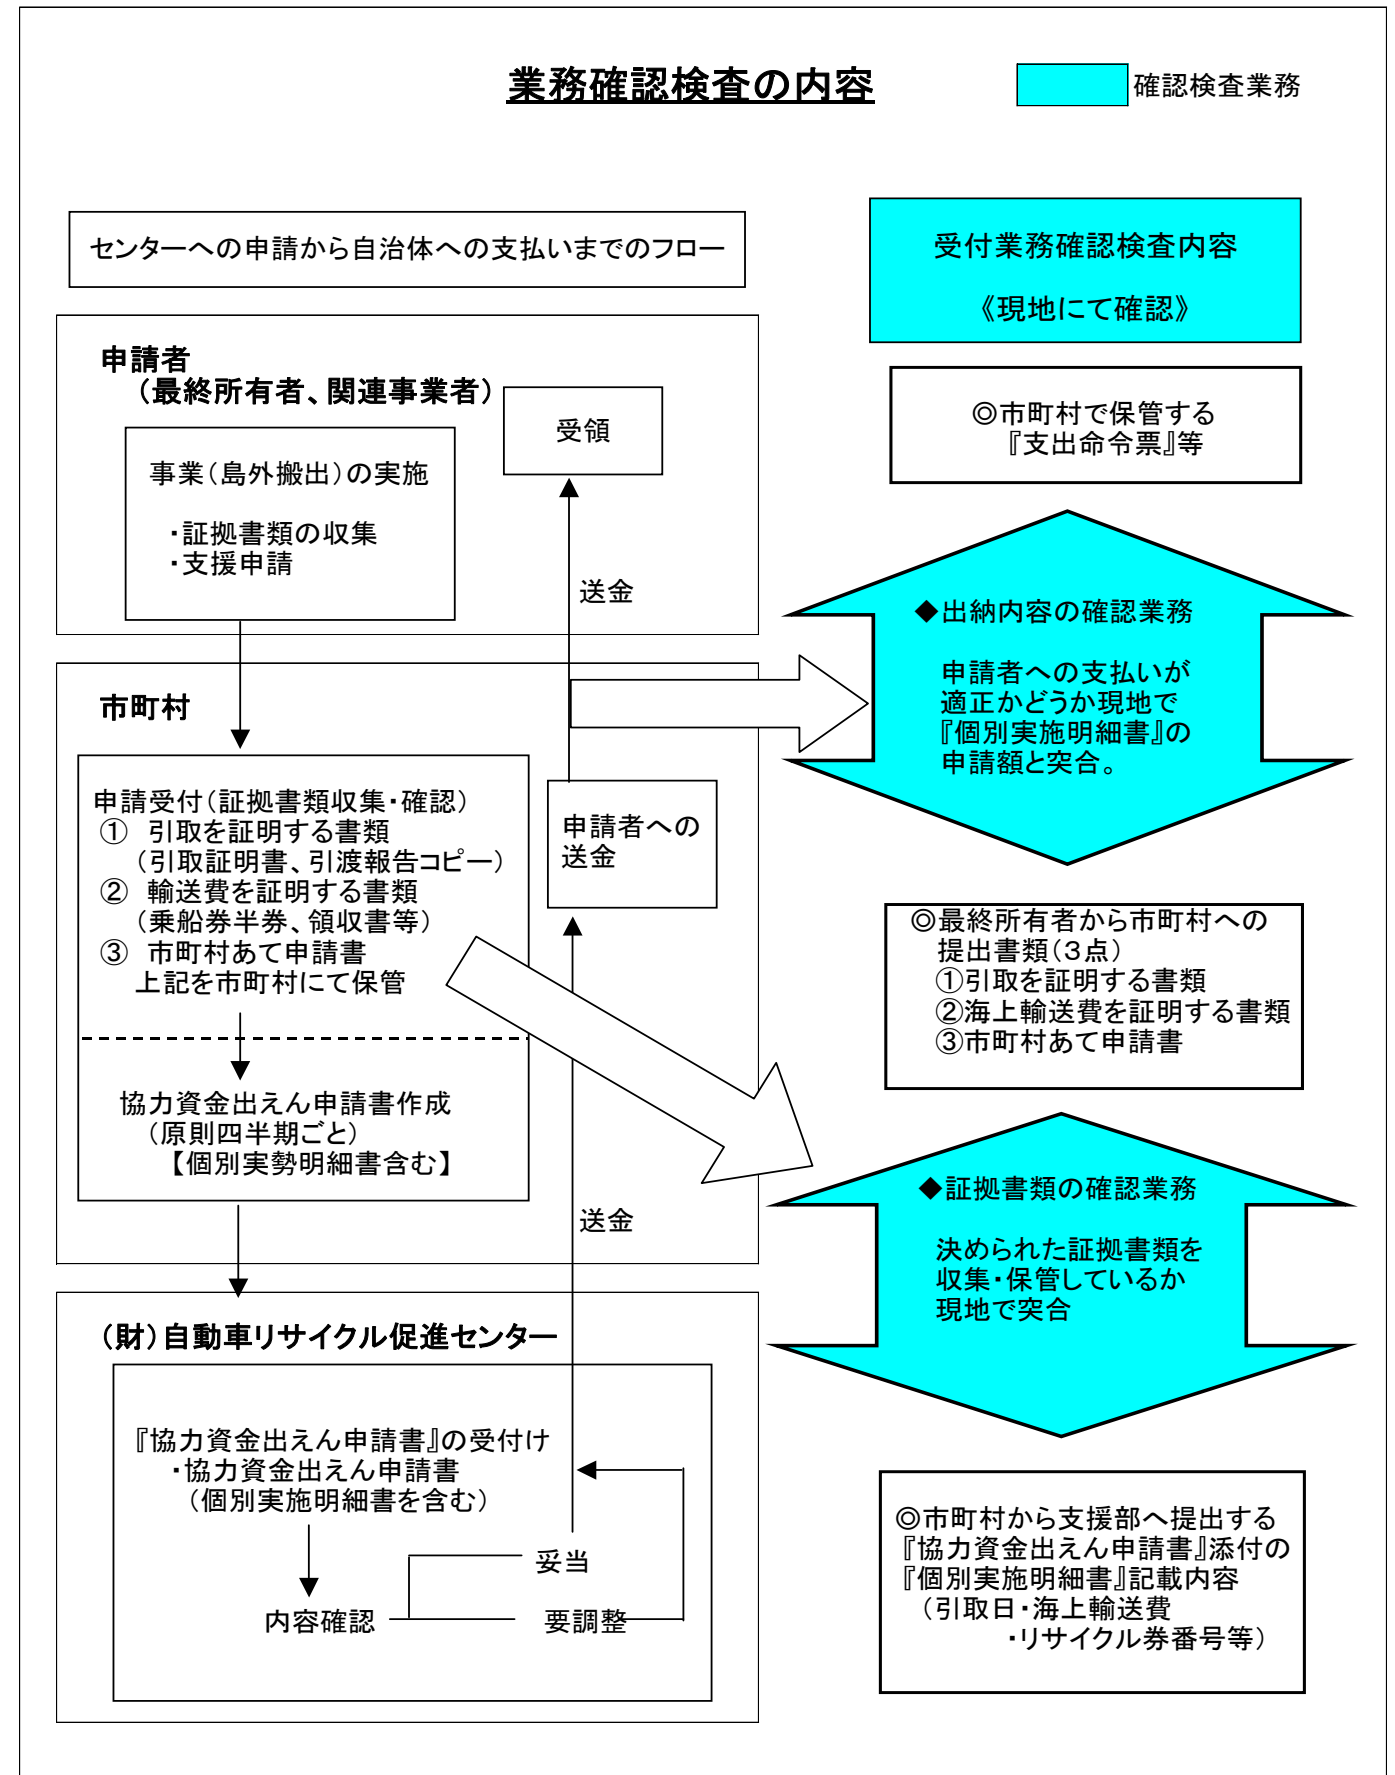 業務確認検査の内容
確認検査業務
センターへの申請から自治体への支払いまでのフロー
申請者
（最終所有者、関連事業者）
事業（島外搬出）の実施
・証拠書類の収集
・支援申請
受領
送金
市町村
申請受付（証拠書類収集・確認）
① 引取を証明する書類
（引取証明書、引渡報告コピー）
② 輸送費を証明する書類
（乗船券半券、領収書等）
③ 市町村あて申請書
上記を市町村にて保管
協力資金出えん申請書作成
（原則四半期ごと）
【個別実勢明細書含む】
申請者への
送金
送金
（財）自動車リサイクル促進センター
『協力資金出えん申請書』の受付け
・協力資金出えん申請書
（個別実施明細書を含む）
内容確認
妥当
要調整
受付業務確認検査内容
《現地にて確認》
◎市町村で保管する
『支出命令票』等
◆出納内容の確認業務
申請者への支払いが
適正かどうか現地で
『個別実施明細書』の
申請額と突合。
◎最終所有者から市町村への
提出書類（３点）
①引取を証明する書類
②海上輸送費を証明する書類
③市町村あて申請書
◆証拠書類の確認業務
決められた証拠書類を
収集・保管しているか
現地で突合
◎市町村から支援部へ提出する
『協力資金出えん申請書』添付の
『個別実施明細書』記載内容
（引取日・海上輸送費
・リサイクル券番号等）